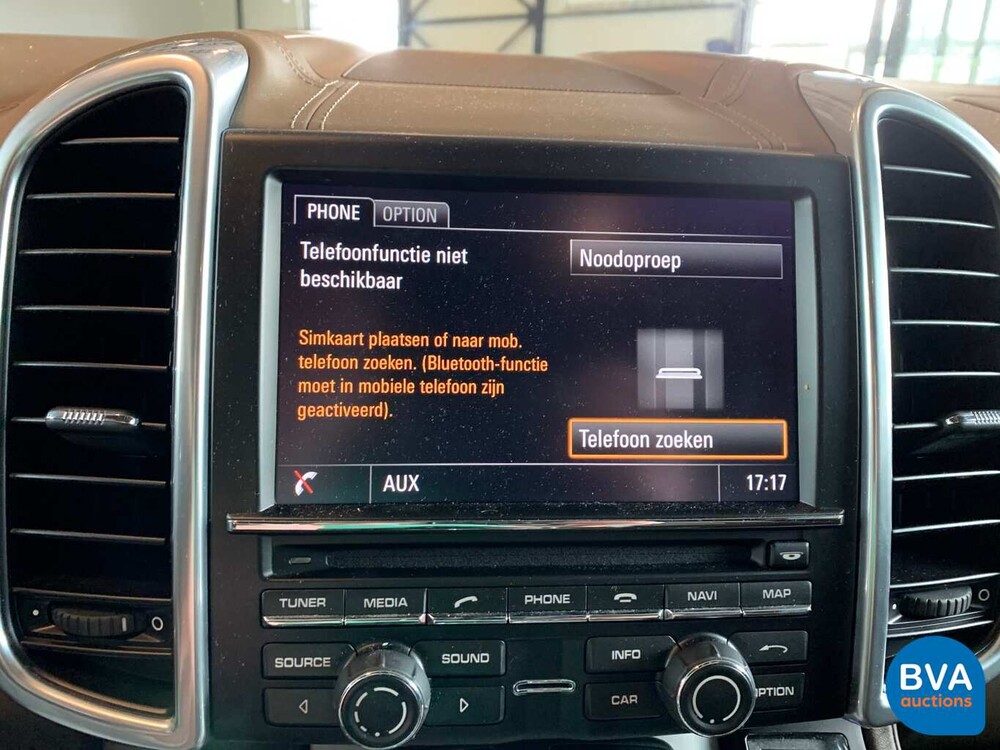 PHONE OPTION
Telefoonfunctie niet
beschikbaar
Noodoproep
Simkaart plaatsen of naar mob.
telefoon zoeken. (Bluetooth-functie
moet in mobiele telefoon zijn
geactiveerd).
Telefoon zoeken
AUX 17:17
TUNER MEDIA PHONE NAVI MAP
SOURCE SOUND INFO
CAR OPTION
BVA
auctions